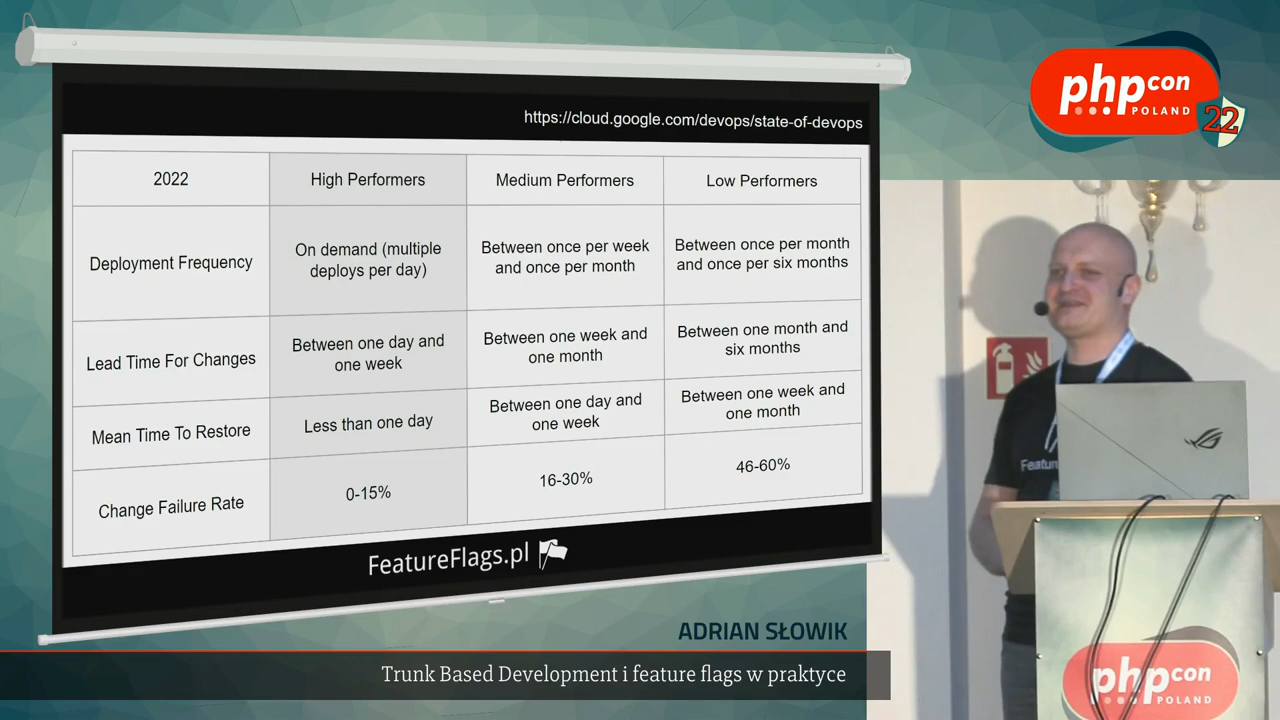 https://cloud.google.com/devops/state-of-devops
2022
High Performers
Medium Performers
Low Performers
Deployment Frequency
On demand (multiple
deploys per day)
Between once per week
and once per month
Between once per month
and once per six months
Lead Time For Changes
Between one day and
one week
Between one week and
one month
Between one month and
six months
Mean Time To Restore
Less than one day
Between one day and
one week
Between one week and
one month
Change Failure Rate
0-15%
16-30%
46-60%
FeatureFlags.pl
php con
POLAND
22
ADRIAN SŁOWIK
Trunk Based Development i feature flags w praktyce
php con
POLAND